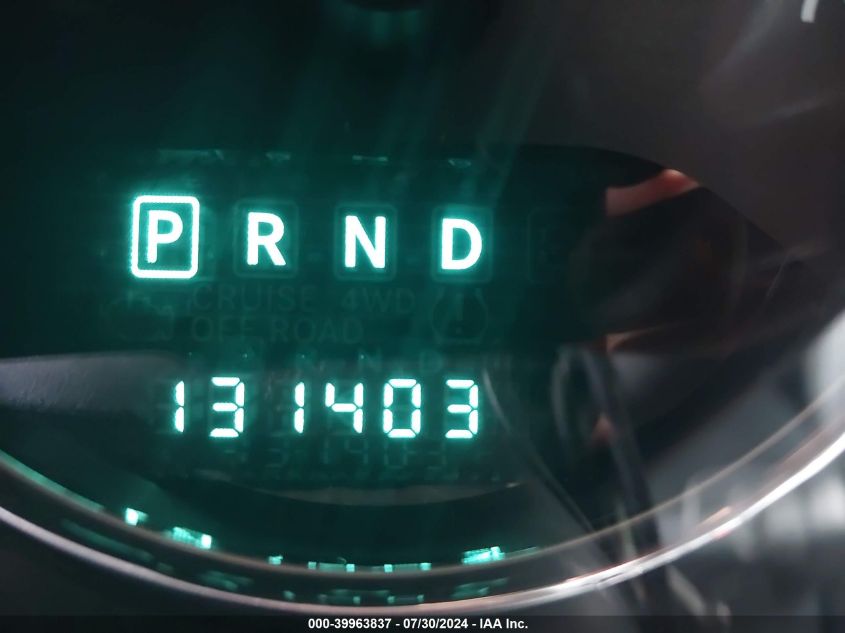 P R N D
CRUISE 4WD
OFF ROAD
131403
000-39963837 - 07/30/2024 - IAA Inc.